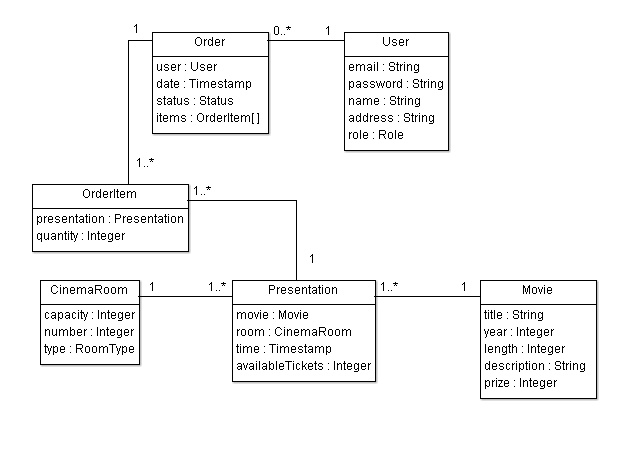 1
Order
0..*
1
User
user : User
date : Timestamp
status : Status
items : OrderItem[ ]
email : String
password : String
name : String
address : String
role : Role
1..*
OrderItem
1..*
presentation : Presentation
quantity : Integer
1
CinemaRoom
1
1..*
Presentation
1..*
1
Movie
capacity : Integer
number : Integer
type : RoomType
movie : Movie
room : CinemaRoom
time : Timestamp
availableTickets : Integer
title : String
year : Integer
length : Integer
description : String
prize : Integer